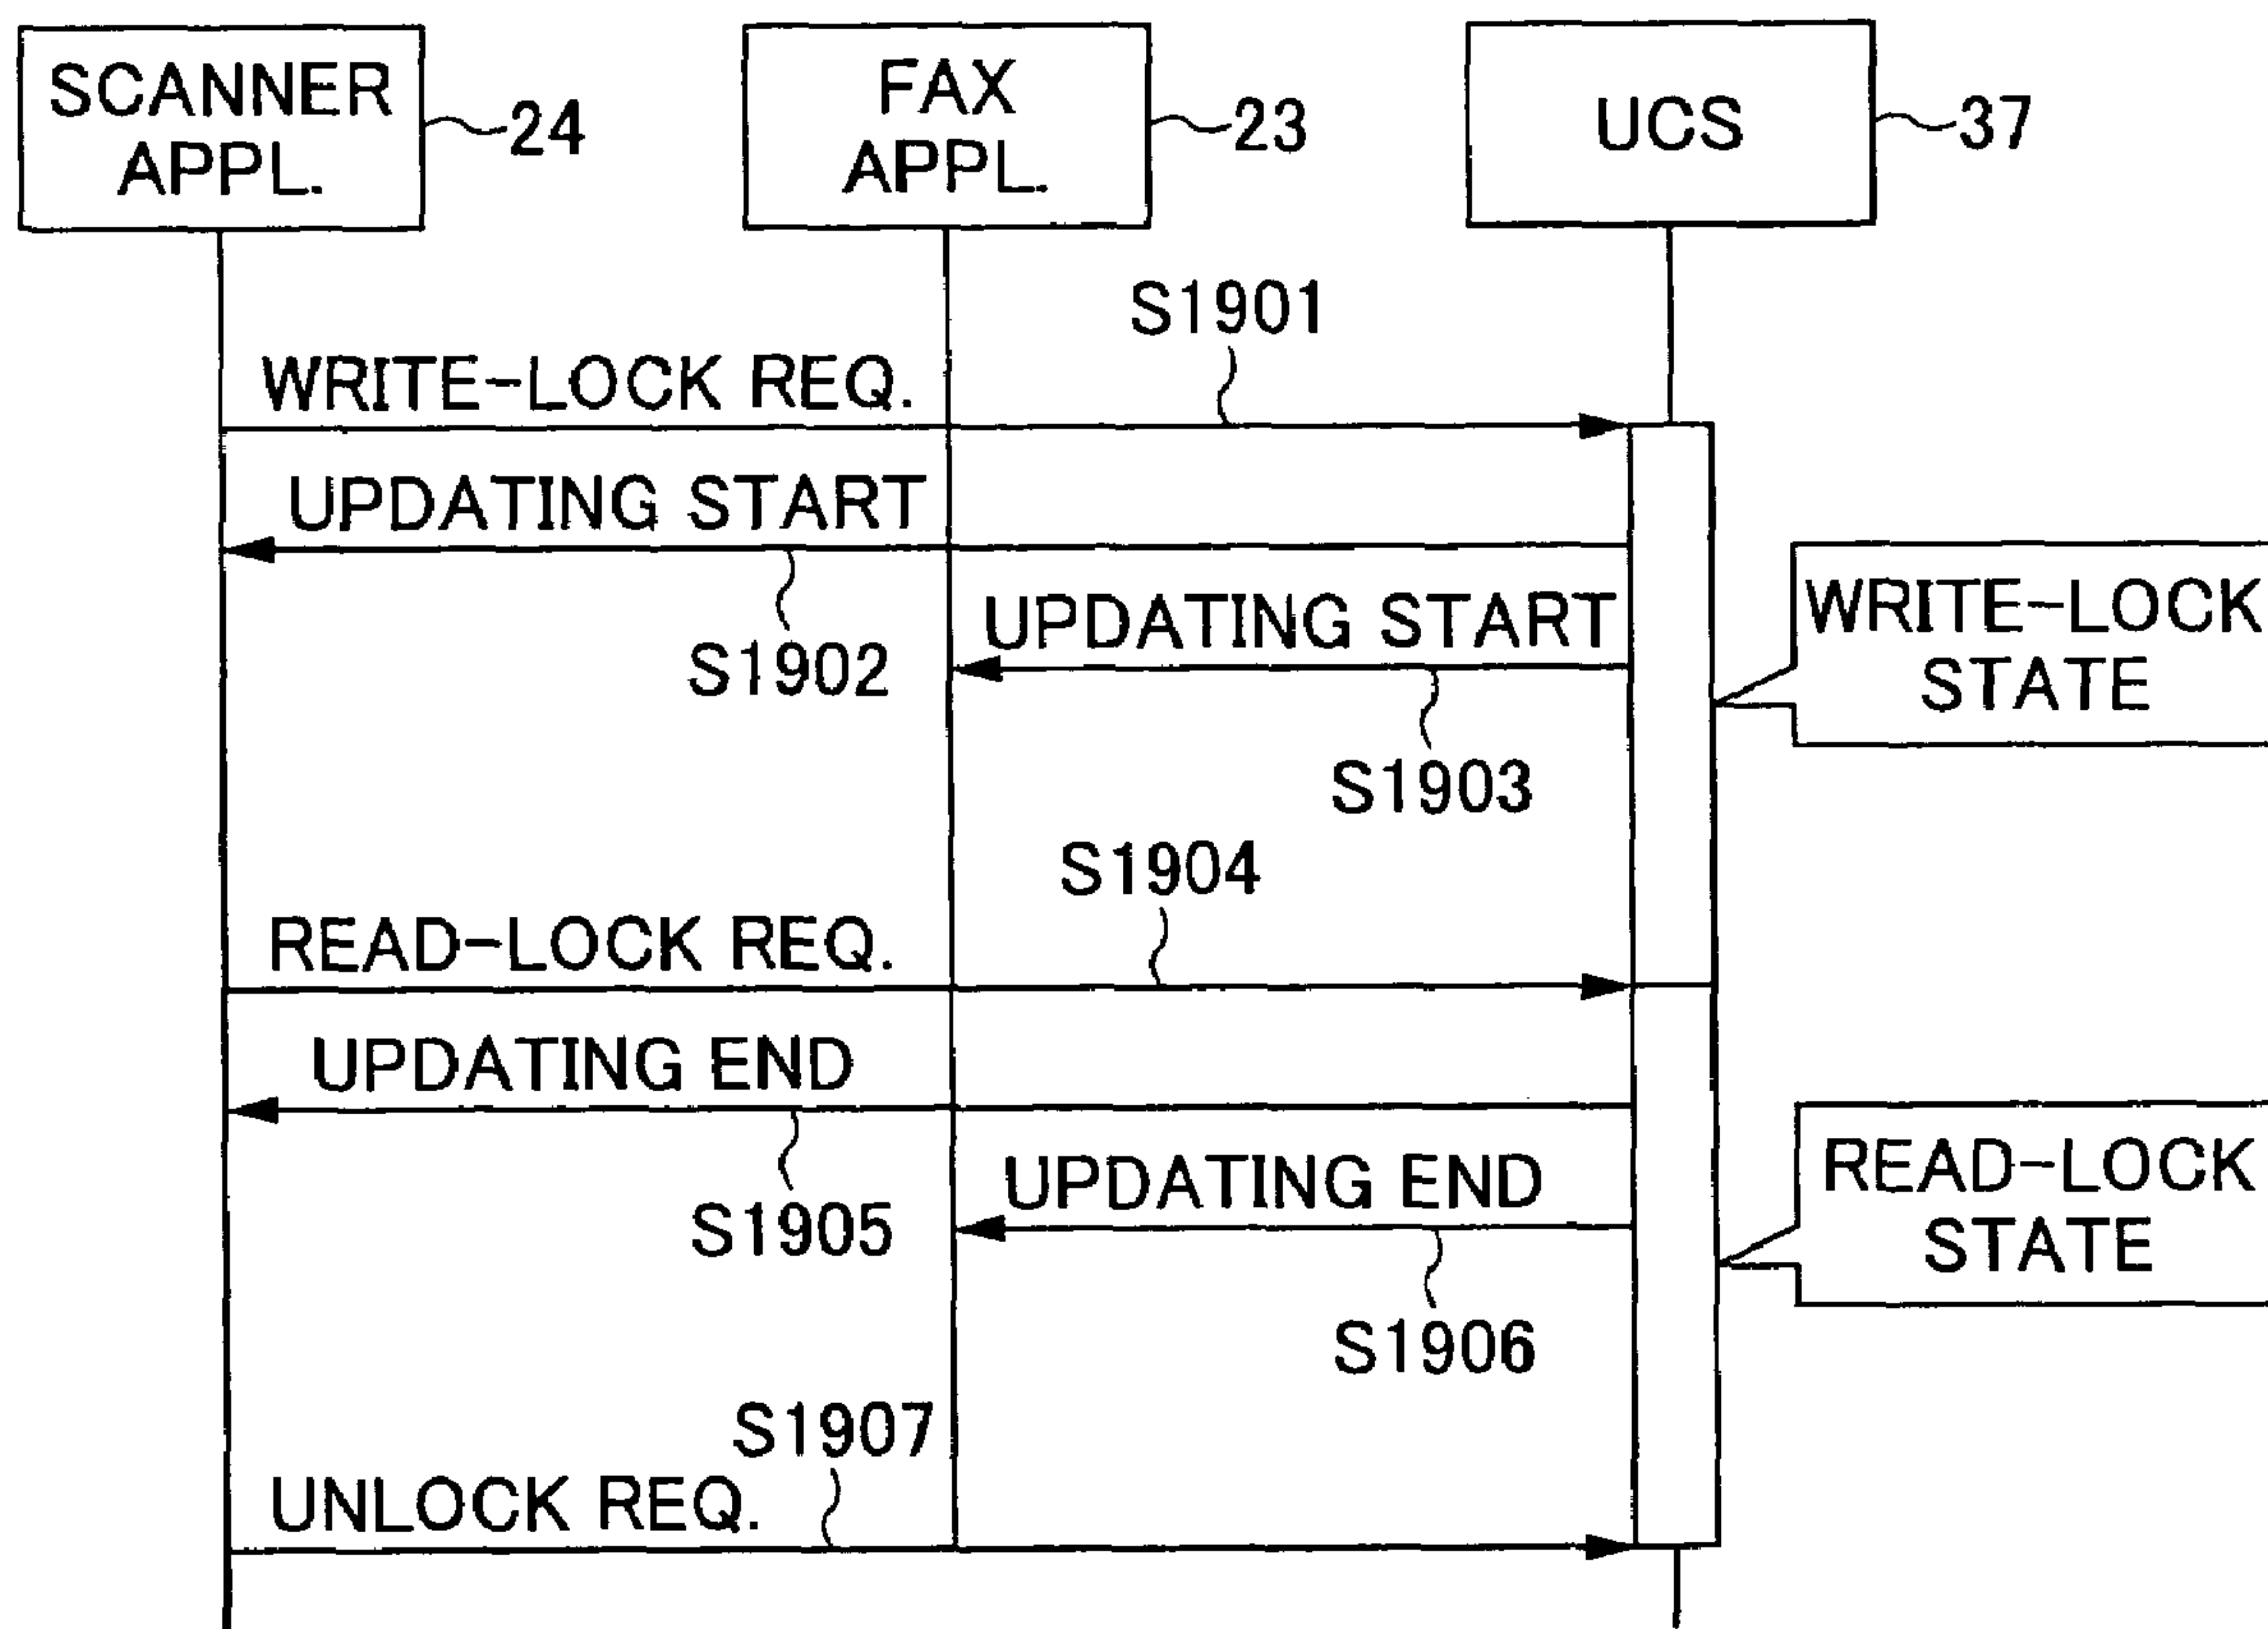 SCANNER
APPL.
24
FAX
APPL.
23
UCS
37
S1901
WRITE-LOCK REQ.
UPDATING START
S1902
UPDATING START
S1903
WRITE-LOCK
STATE
S1904
READ-LOCK REQ.
UPDATING END
S1905
UPDATING END
S1906
READ-LOCK
STATE
S1907
UNLOCK REQ.